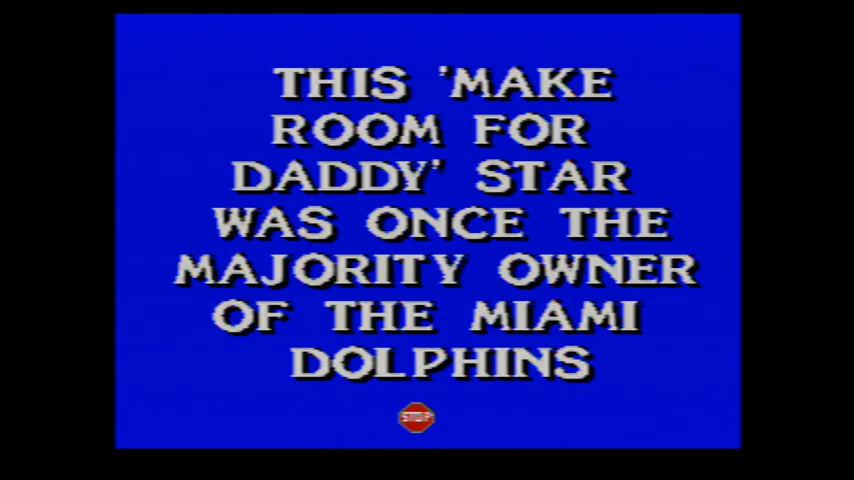 THIS 'MAKE
ROOM FOR
DADDY' STAR
WAS ONCE THE
MAJORITY OWNER
OF THE MIAMI
DOLPHINS
STOP